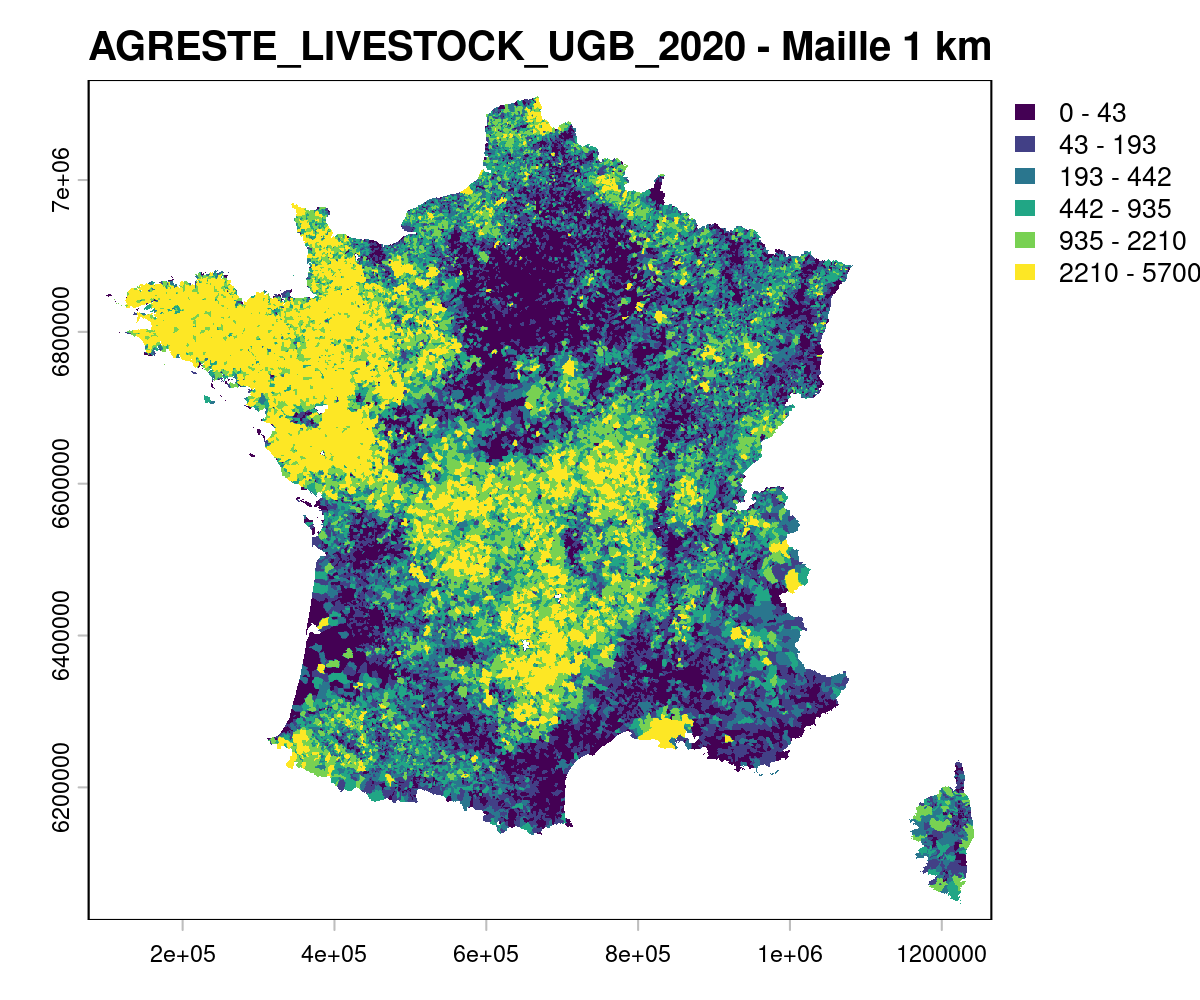 AGRESTE_LIVESTOCK_UGB_2020 - Maille 1 km
0 - 43
43 - 193
193 - 442
442 - 935
935 - 2210
2210 - 5700
7e+06
6800000
6600000
6400000
6200000
2e+05
4e+05
6e+05
8e+05
1e+06
1200000